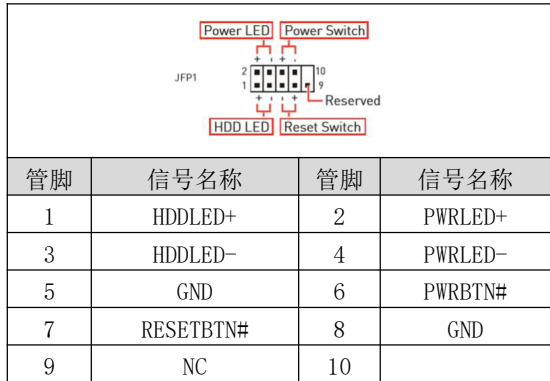 Power LED Power Switch
+ - + -
JFP1
2 10
1 9
+ - - +
Reserved
HDD LED Reset Switch
管脚 信号名称 管脚 信号名称
1 HDDLED+ 2 PWRLED+
3 HDDLED- 4 PWRLED-
5 GND 6 PWRBTN#
7 RESETBTN# 8 GND
9 NC 10